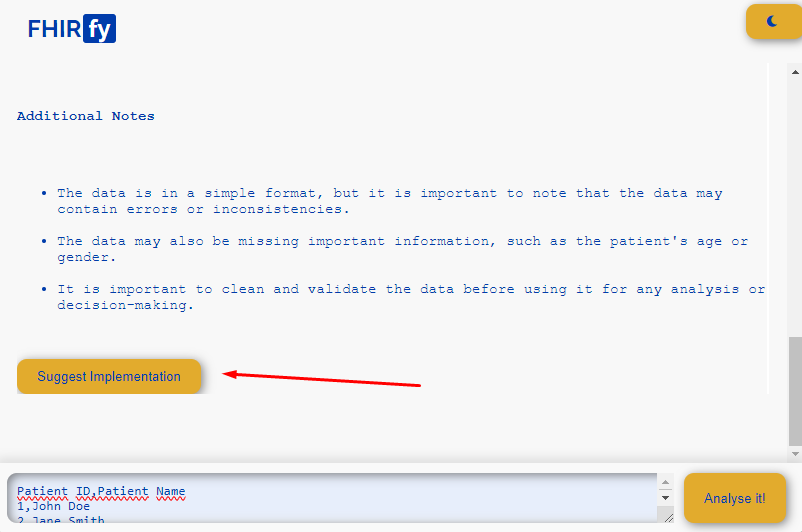 FHIRfy
Additional Notes
• The data is in a simple format, but it is important to note that the data may
contain errors or inconsistencies.
• The data may also be missing important information, such as the patient's age or
gender.
• It is important to clean and validate the data before using it for any analysis or
decision-making.
Suggest Implementation
Patient ID,Patient Name
1,John Doe
2,Jane Smith
Analyse it!